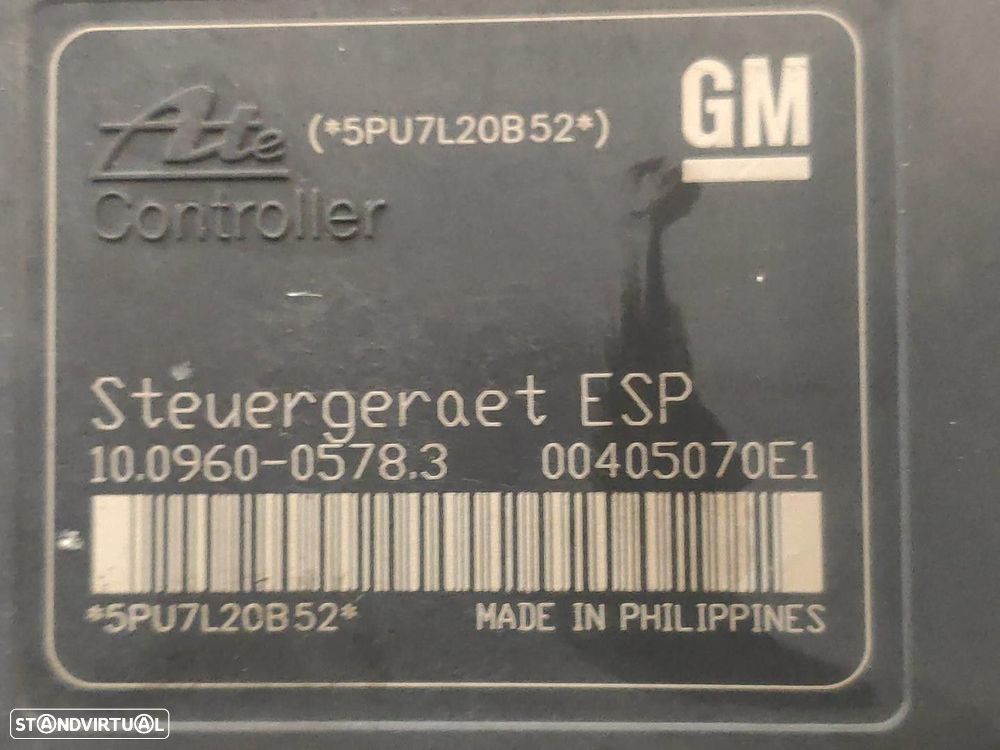 Ate (*5PU7L20B52*) GM
Controller
Steuergeraet ESP
10.0960-0578.3 00405070E1
*5PU7L20B52* MADE IN PHILIPPINES
STANDVIRTUAL